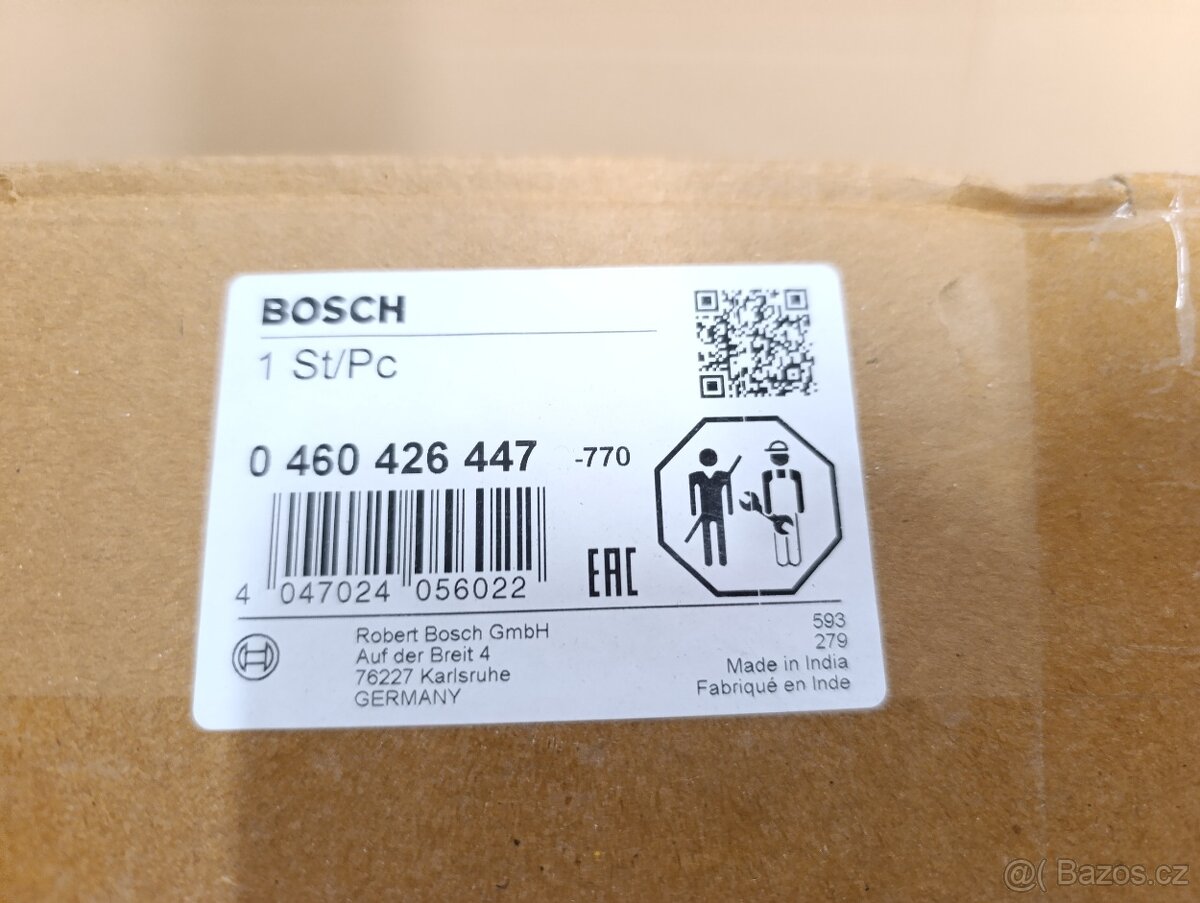 BOSCH
1 St/Pc
0 460 426 447 -770
4 047024 056022
EAC
Robert Bosch GmbH
Auf der Breit 4
76227 Karlsruhe
GERMANY
593
279
Made in India
Fabriqué en Inde
@( Bazos.cz